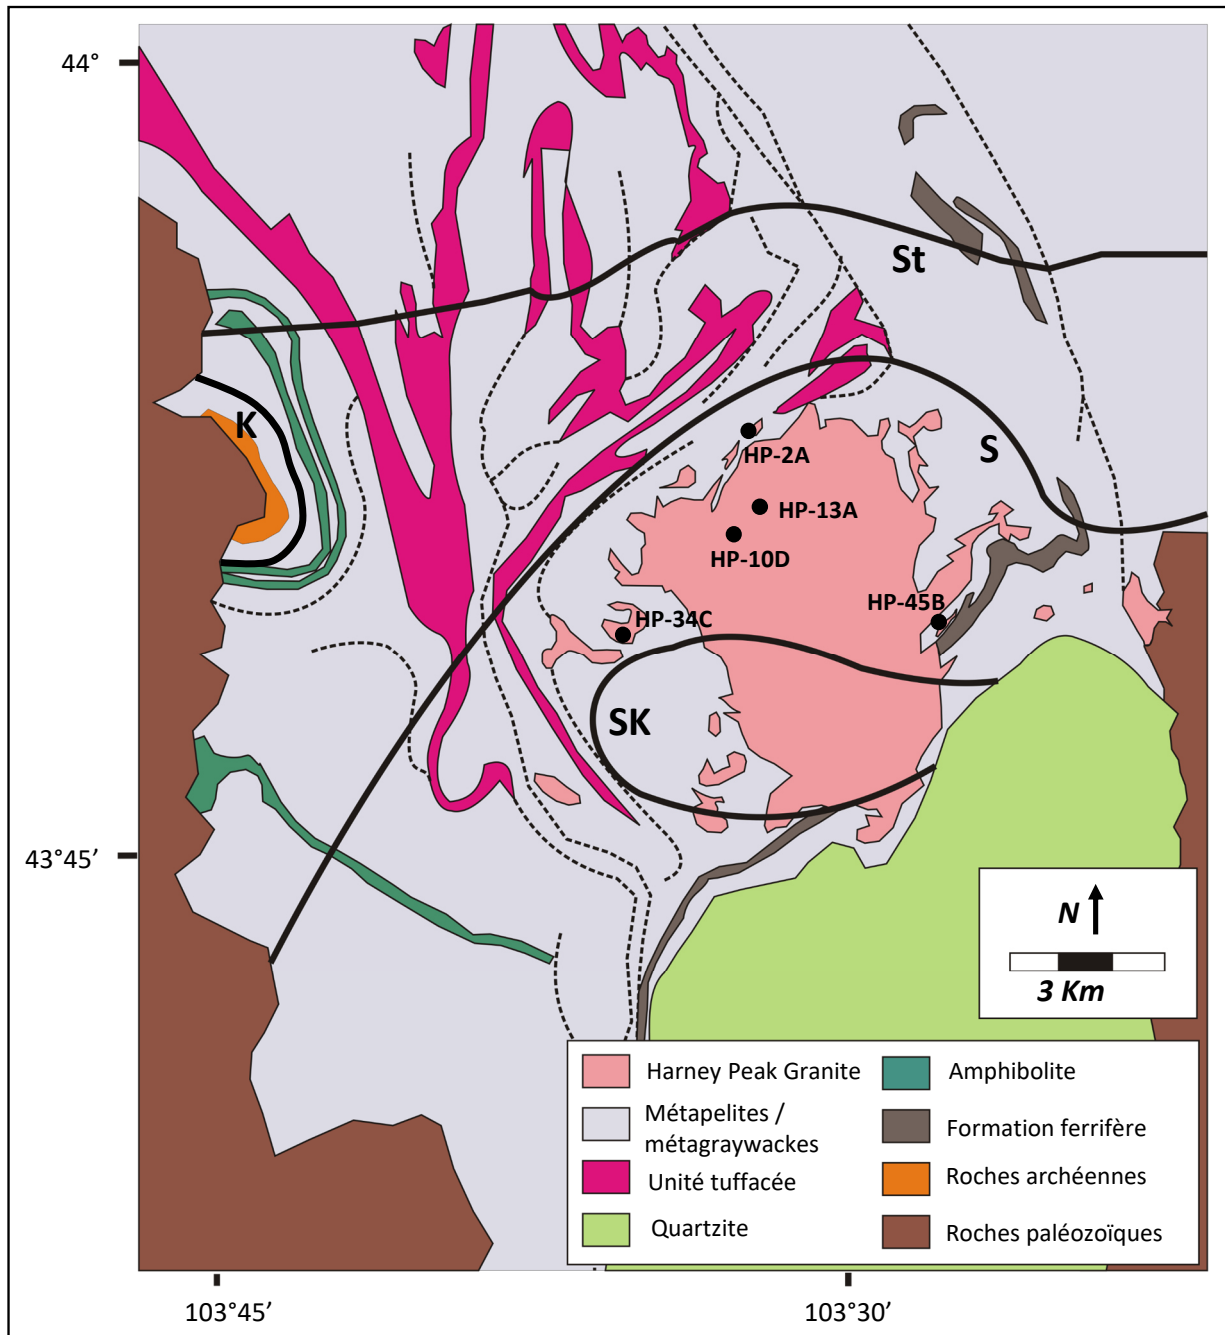 44°
St
K
S
HP-2A
HP-13A
HP-10D
HP-45B
HP-34C
SK
43°45’
N
3 Km
Harney Peak Granite
Métapelites /
métagraywackes
Unité tuffacée
Quartzite
Amphibolite
Formation ferrifère
Roches archéennes
Roches paléozoïques
103°45’
103°30’